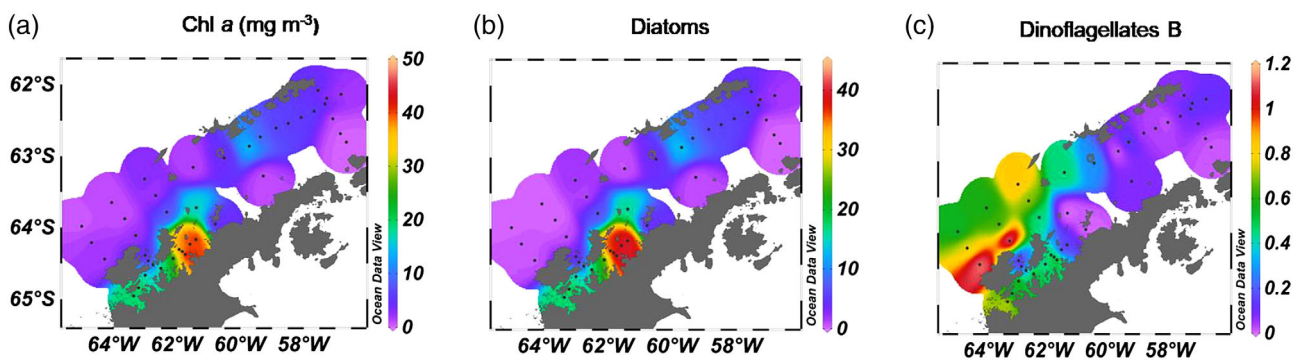 (a) Chl a (mg m-3)
62°S
63°S
64°S
65°S
64°W 62°W 60°W 58°W
50
40
30
20
10
0
Ocean Data View
(b) Diatoms
64°W 62°W 60°W 58°W
40
30
20
10
0
Ocean Data View
(c) Dinoflagellates B
64°W 62°W 60°W 58°W
1.2
1
0.8
0.6
0.4
0.2
0
Ocean Data View